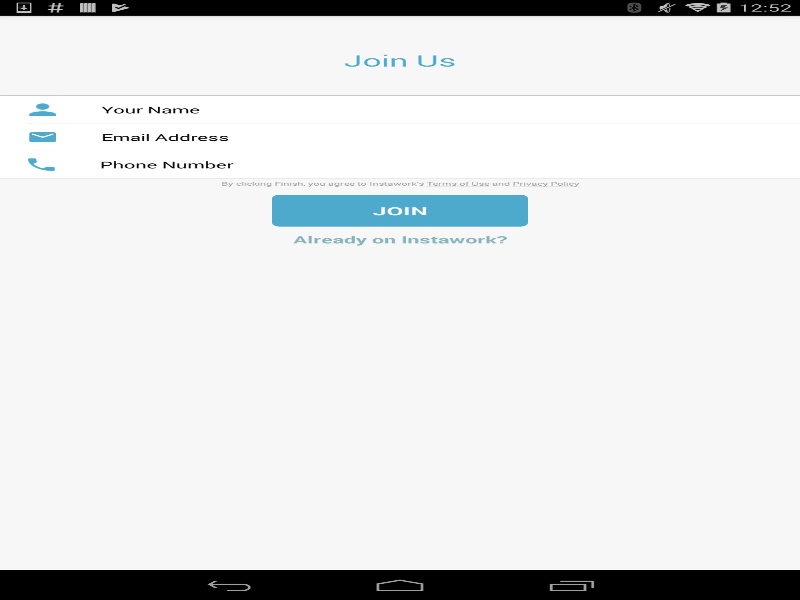 12:52
Join Us
Your Name
Email Address
Phone Number
By clicking Finish, you agree to Instawork's Terms of Use and Privacy Policy
JOIN
Already on Instawork?